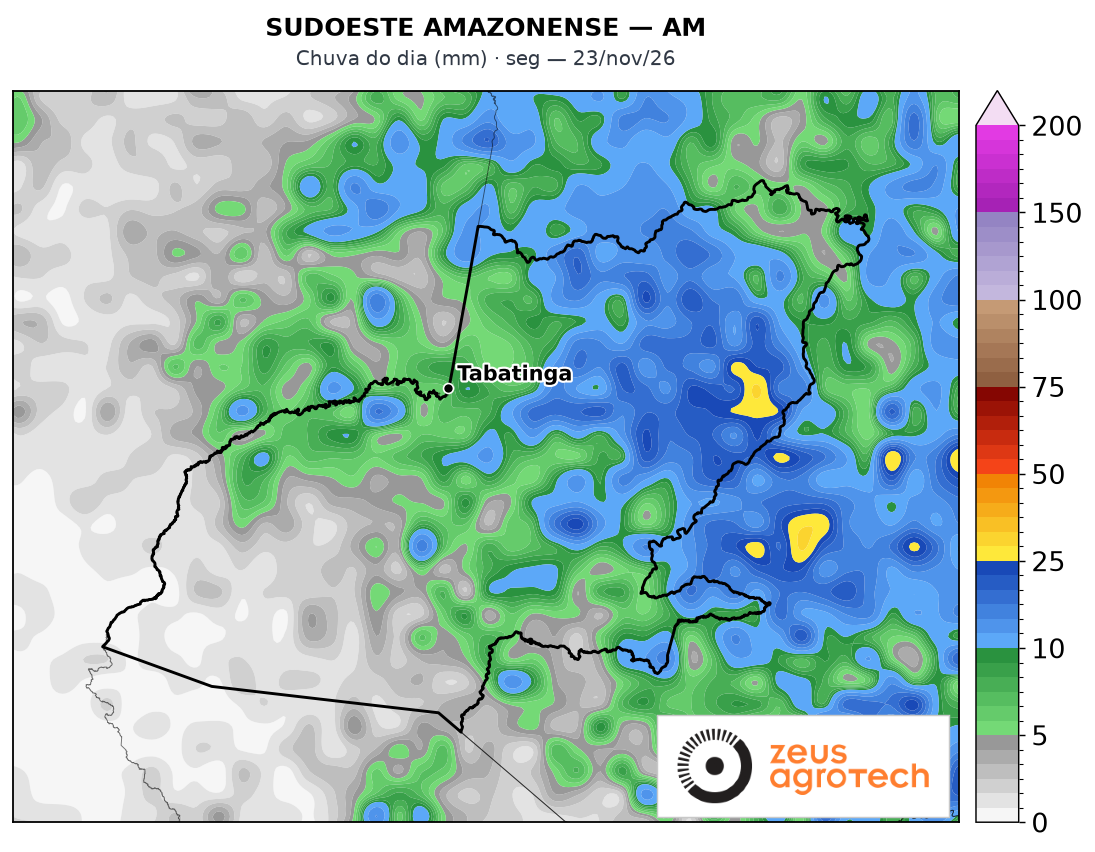 SUDOESTE AMAZONENSE — AM
Chuva do dia (mm) · seg — 23/nov/26
Tabatinga
200
150
100
75
50
25
10
5
0
zeus
agrotech